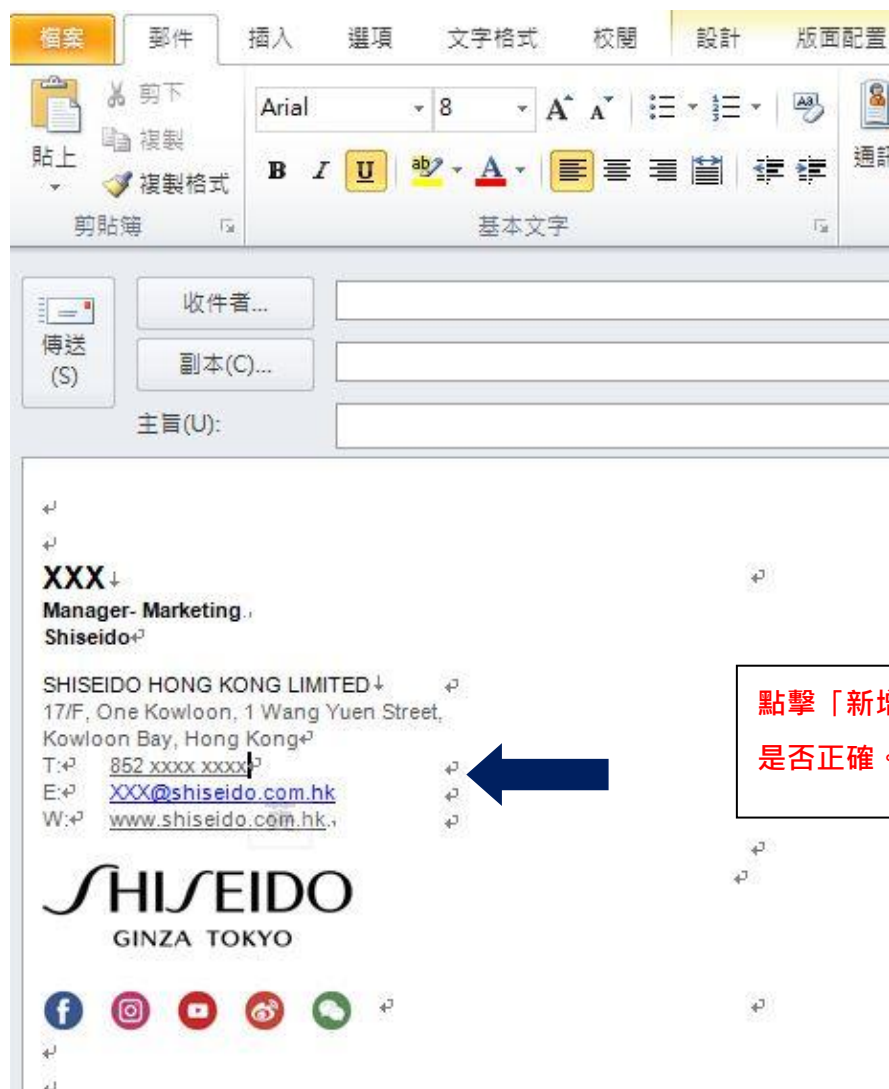 檔案 郵件 插入 選項 文字格式 校閱 設計 版面配置
剪下
複製
貼上
複製格式
剪貼簿
Arial 8
B I U
基本文字
傳送
(S)
收件者...
副本(C)...
主旨(U):
XXX
Manager- Marketing
Shiseido
SHISEIDO HONG KONG LIMITED
17/F, One Kowloon, 1 Wang Yuen Street,
Kowloon Bay, Hong Kong
T: 852 xxxx xxxx
E: XXX@shiseido.com.hk
W: www.shiseido.com.hk
點擊「新增
是否正確。
SHISEIDO
GINZA TOKYO